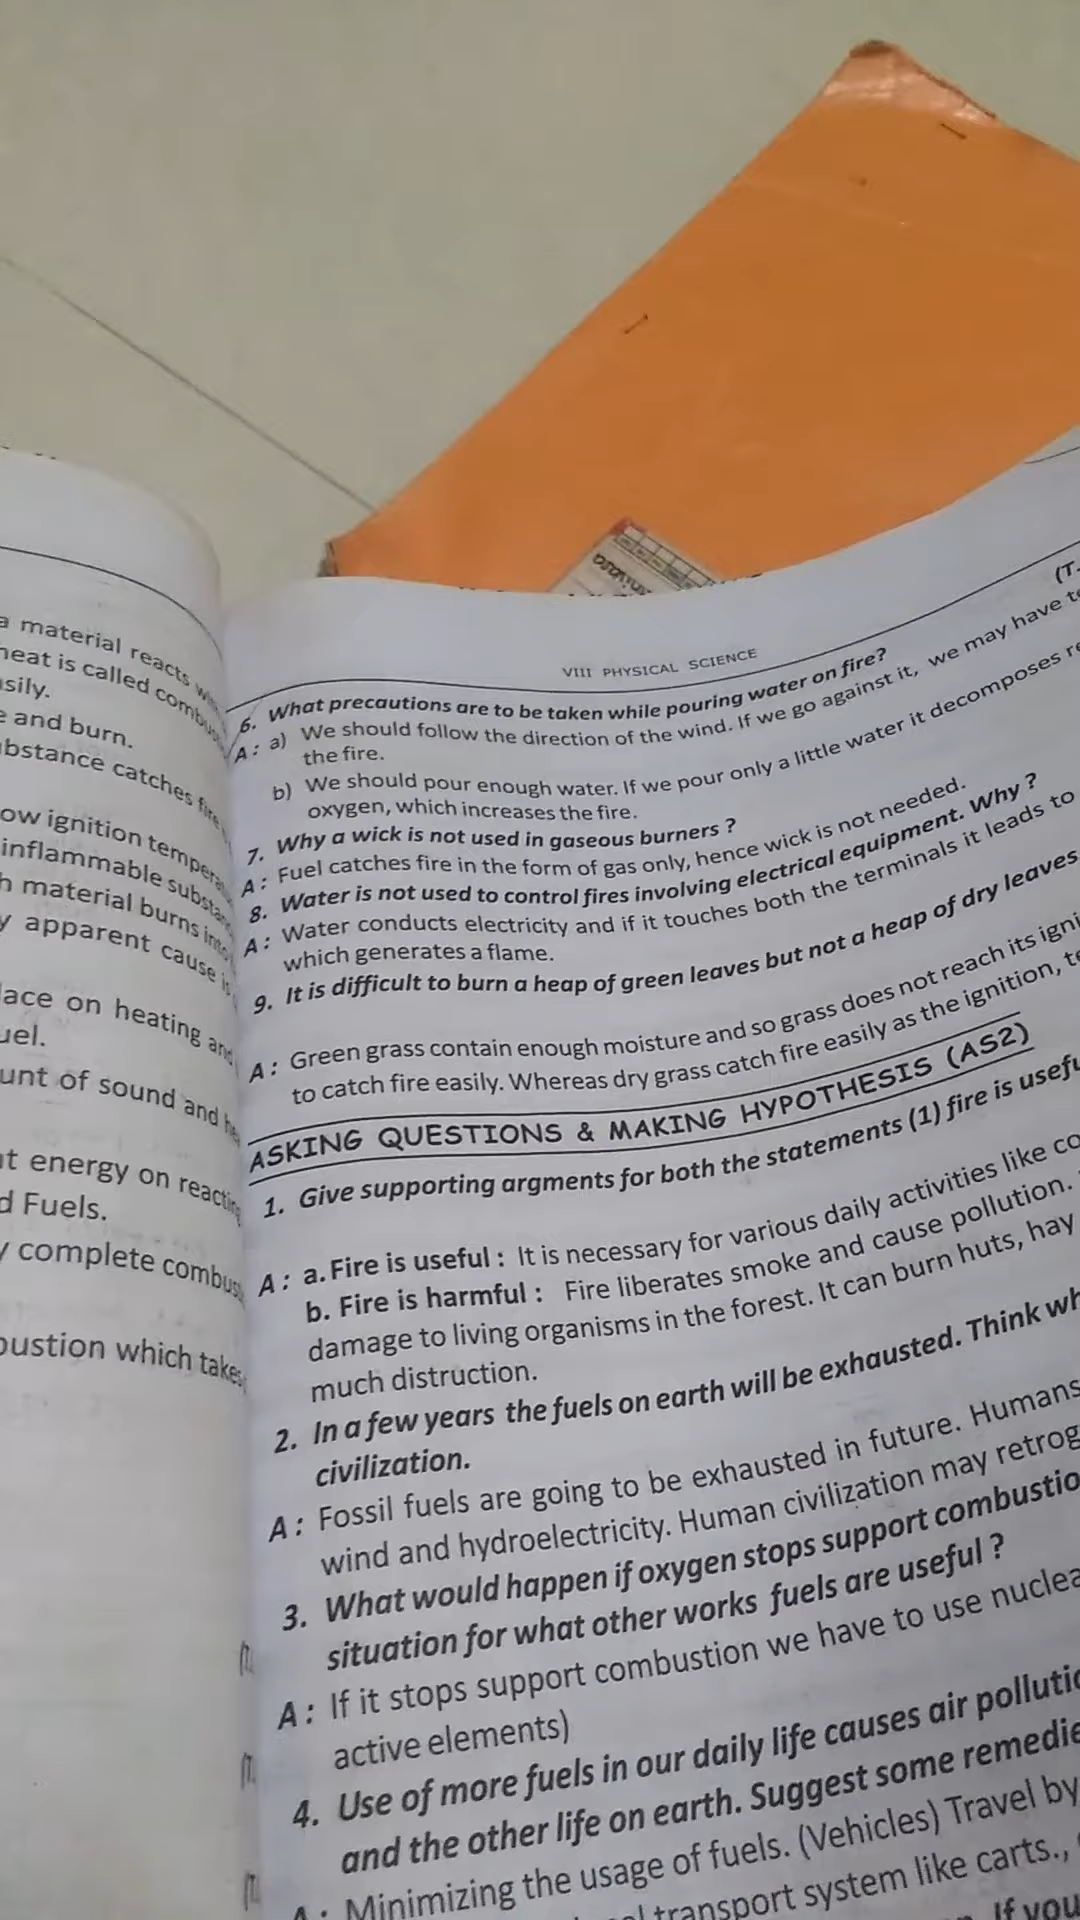 a material reacts
heat is called
sily.
e and burn.
bstance catches fire
ow ignition
inflammable
h material burns into
y apparent cause is
lace on heating and
uel.
unt of sound and
t energy on
d Fuels.
y complete
bustion which takes
VIII PHYSICAL SCIENCE
(T.
6. What precautions are to be taken while pouring water on fire?
A: a) We should follow the direction of the wind. If we go against it, we may have
the fire.
b) We should pour enough water. If we pour only a little water it decomposes
oxygen, which increases the fire.
7. Why a wick is not used in gaseous burners ?
A: Fuel catches fire in the form of gas only, hence wick is not needed.
8. Water is not used to control fires involving electrical equipment. Why ?
A: Water conducts electricity and if it touches both the terminals it leads to
which generates a flame.
9. It is difficult to burn a heap of green leaves but not a heap of dry leaves
A: Green grass contain enough moisture and so grass does not reach its igni
to catch fire easily. Whereas dry grass catch fire easily as the ignition,
ASKING QUESTIONS & MAKING HYPOTHESIS (AS2)
1. Give supporting argments for both the statements (1) fire is usefu
A: a. Fire is useful : It is necessary for various daily activities like co
b. Fire is harmful : Fire liberates smoke and cause pollution.
damage to living organisms in the forest. It can burn huts, hay
much distruction.
2. In a few years the fuels on earth will be exhausted. Think wh
civilization.
A: Fossil fuels are going to be exhausted in future. Humans
wind and hydroelectricity. Human civilization may retrog
3. What would happen if oxygen stops support combustio
situation for what other works fuels are useful ?
A: If it stops support combustion we have to use nuclea
active elements)
4. Use of more fuels in our daily life causes air pollutio
and the other life on earth. Suggest some remedie
A: Minimizing the usage of fuels. (Vehicles) Travel by
transport system like carts.,
If you